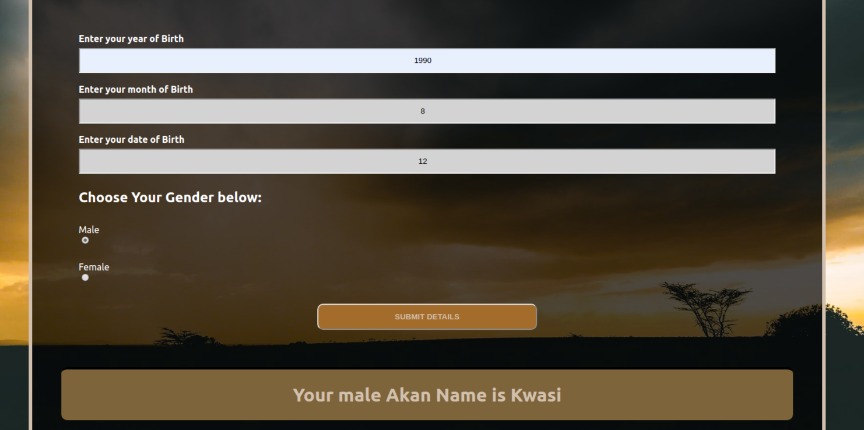 Enter your year of Birth
1990
Enter your month of Birth
8
Enter your date of Birth
12
Choose Your Gender below:
Male
Female
SUBMIT DETAILS
Your male Akan Name is Kwasi